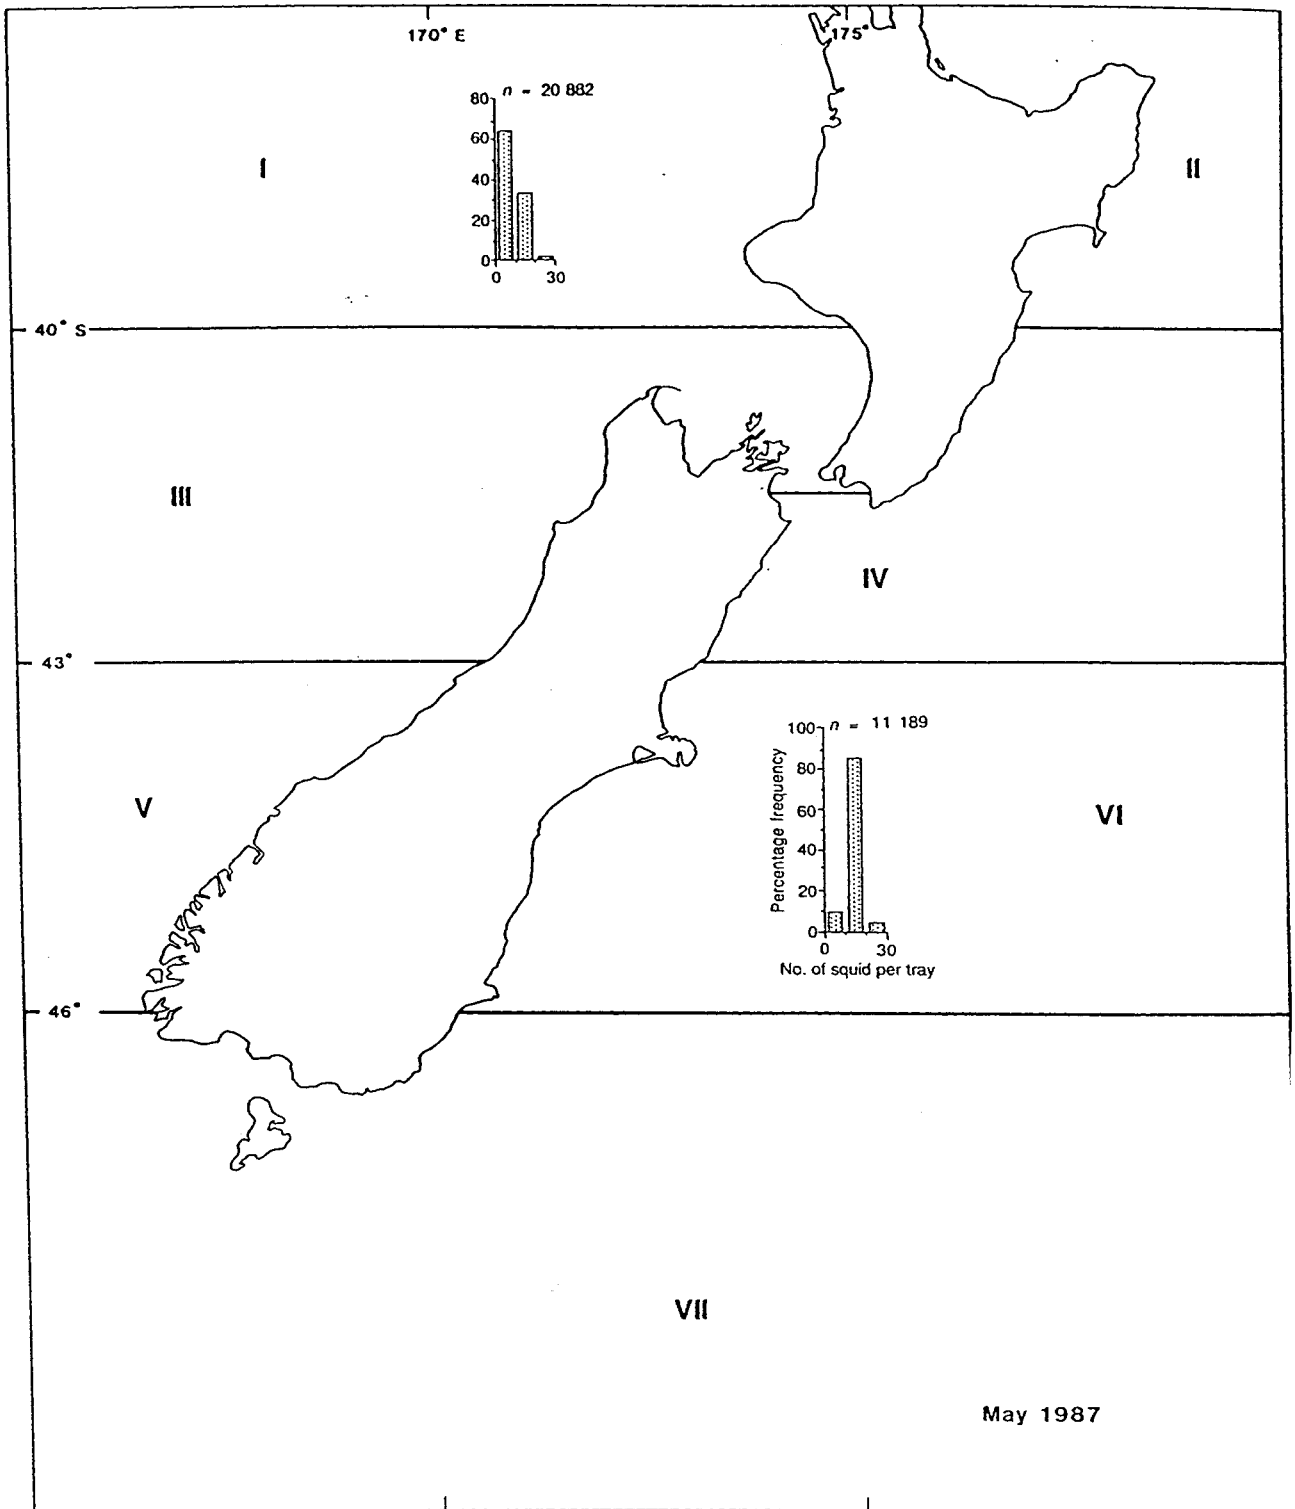 170° E
175°
n = 20 882
80
60
40
20
0
0 30
I
II
40° S
III
IV
43°
n = 11 189
100
80
60
40
20
0
0 30
Percentage frequency
No. of squid per tray
V
VI
46°
VII
May 1987